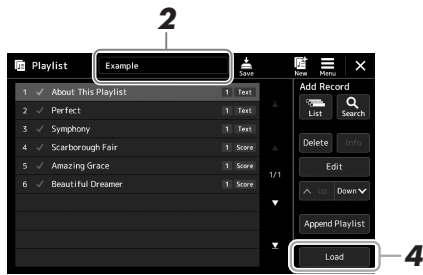 2
Playlist
Example
Save
New
Menu
Add Record
1 About This Playlist 1 Text
2 Perfect 1 Text
3 Symphony 1 Text
4 Scarborough Fair 1 Score
5 Amazing Grace 1 Score
6 Beautiful Dreamer 1 Score
1/1
List
Search
Delete
Info
Edit
Up
Down
Append Playlist
Load
4